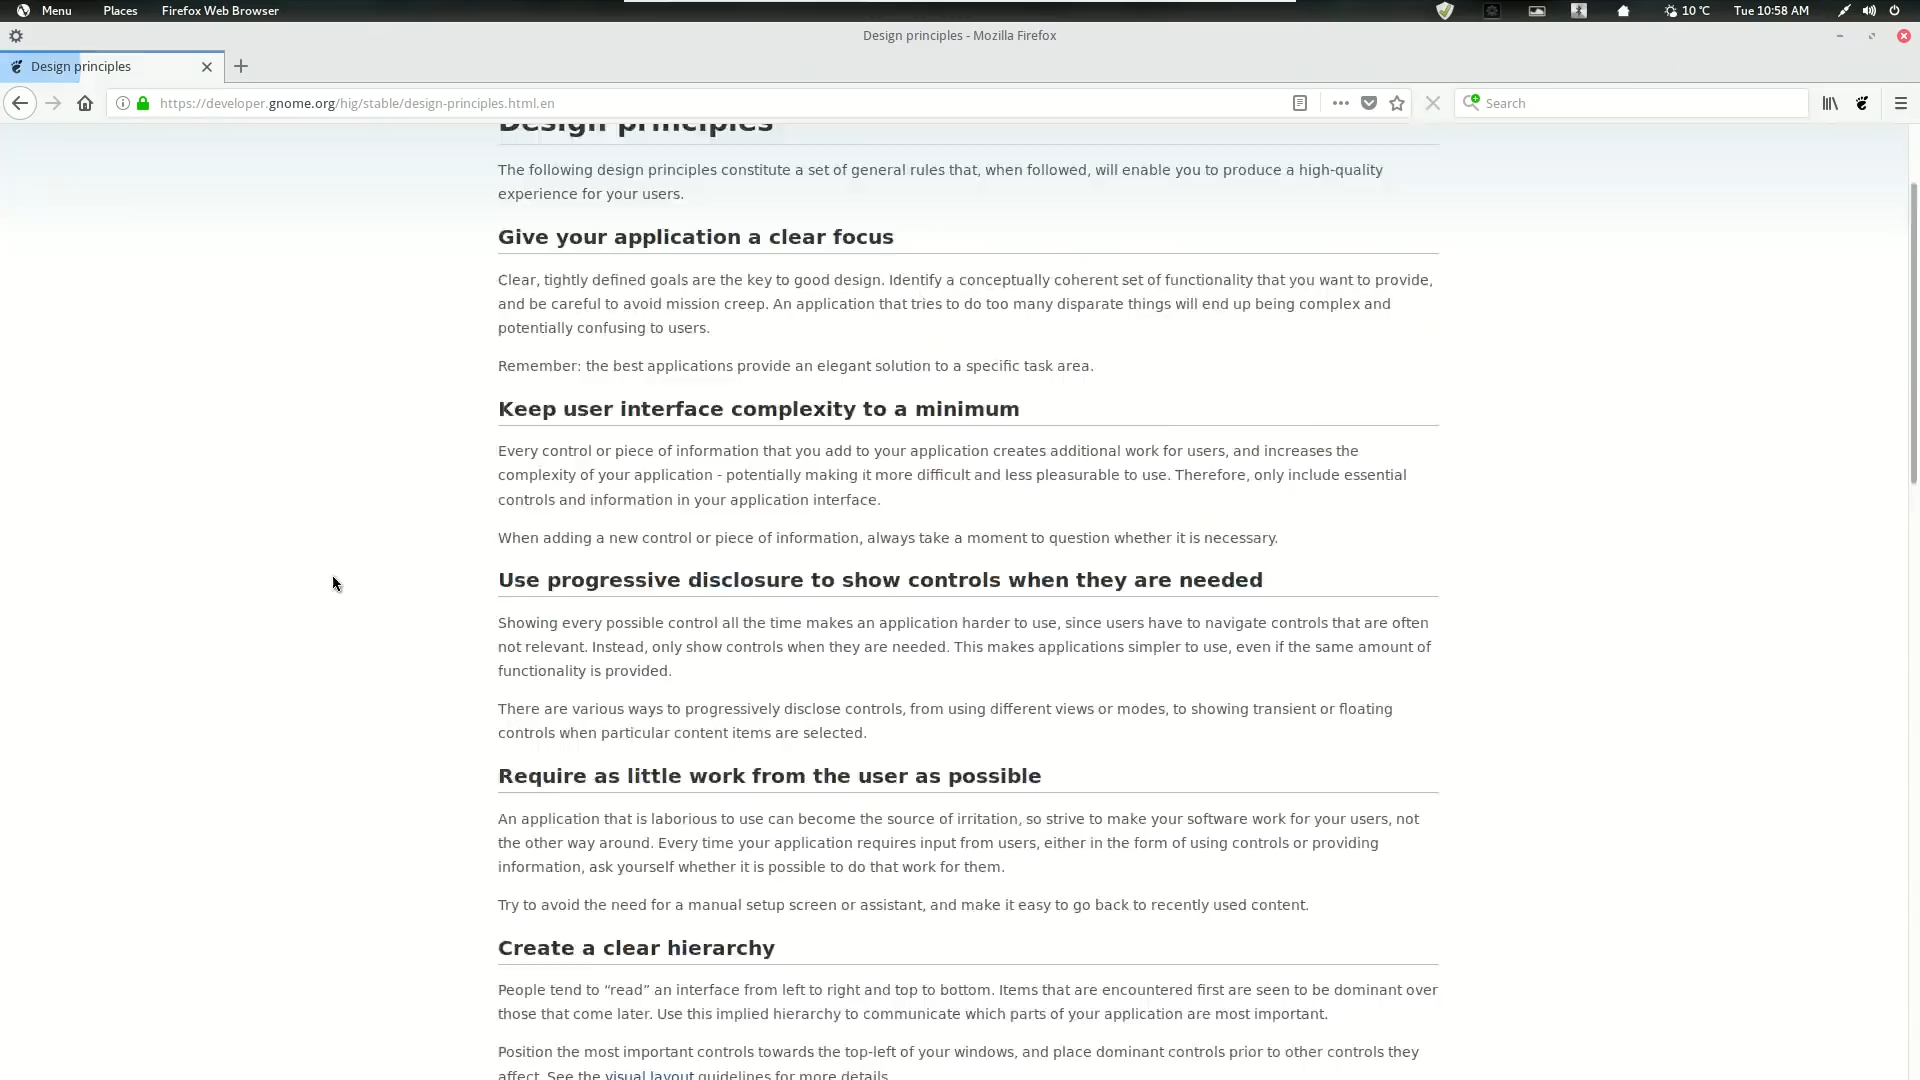 Menu Places Firefox Web Browser 10 °C Tue 10:58 AM
Design principles - Mozilla Firefox
Design principles
https://developer.gnome.org/hig/stable/design-principles.html.en Search
Design principles
The following design principles constitute a set of general rules that, when followed, will enable you to produce a high-quality
experience for your users.
Give your application a clear focus
Clear, tightly defined goals are the key to good design. Identify a conceptually coherent set of functionality that you want to provide,
and be careful to avoid mission creep. An application that tries to do too many disparate things will end up being complex and
potentially confusing to users.
Remember: the best applications provide an elegant solution to a specific task area.
Keep user interface complexity to a minimum
Every control or piece of information that you add to your application creates additional work for users, and increases the
complexity of your application - potentially making it more difficult and less pleasurable to use. Therefore, only include essential
controls and information in your application interface.
When adding a new control or piece of information, always take a moment to question whether it is necessary.
Use progressive disclosure to show controls when they are needed
Showing every possible control all the time makes an application harder to use, since users have to navigate controls that are often
not relevant. Instead, only show controls when they are needed. This makes applications simpler to use, even if the same amount of
functionality is provided.
There are various ways to progressively disclose controls, from using different views or modes, to showing transient or floating
controls when particular content items are selected.
Require as little work from the user as possible
An application that is laborious to use can become the source of irritation, so strive to make your software work for your users, not
the other way around. Every time your application requires input from users, either in the form of using controls or providing
information, ask yourself whether it is possible to do that work for them.
Try to avoid the need for a manual setup screen or assistant, and make it easy to go back to recently used content.
Create a clear hierarchy
People tend to “read” an interface from left to right and top to bottom. Items that are encountered first are seen to be dominant over
those that come later. Use this implied hierarchy to communicate which parts of your application are most important.
Position the most important controls towards the top-left of your windows, and place dominant controls prior to other controls they
affect. See the visual layout guidelines for more details.